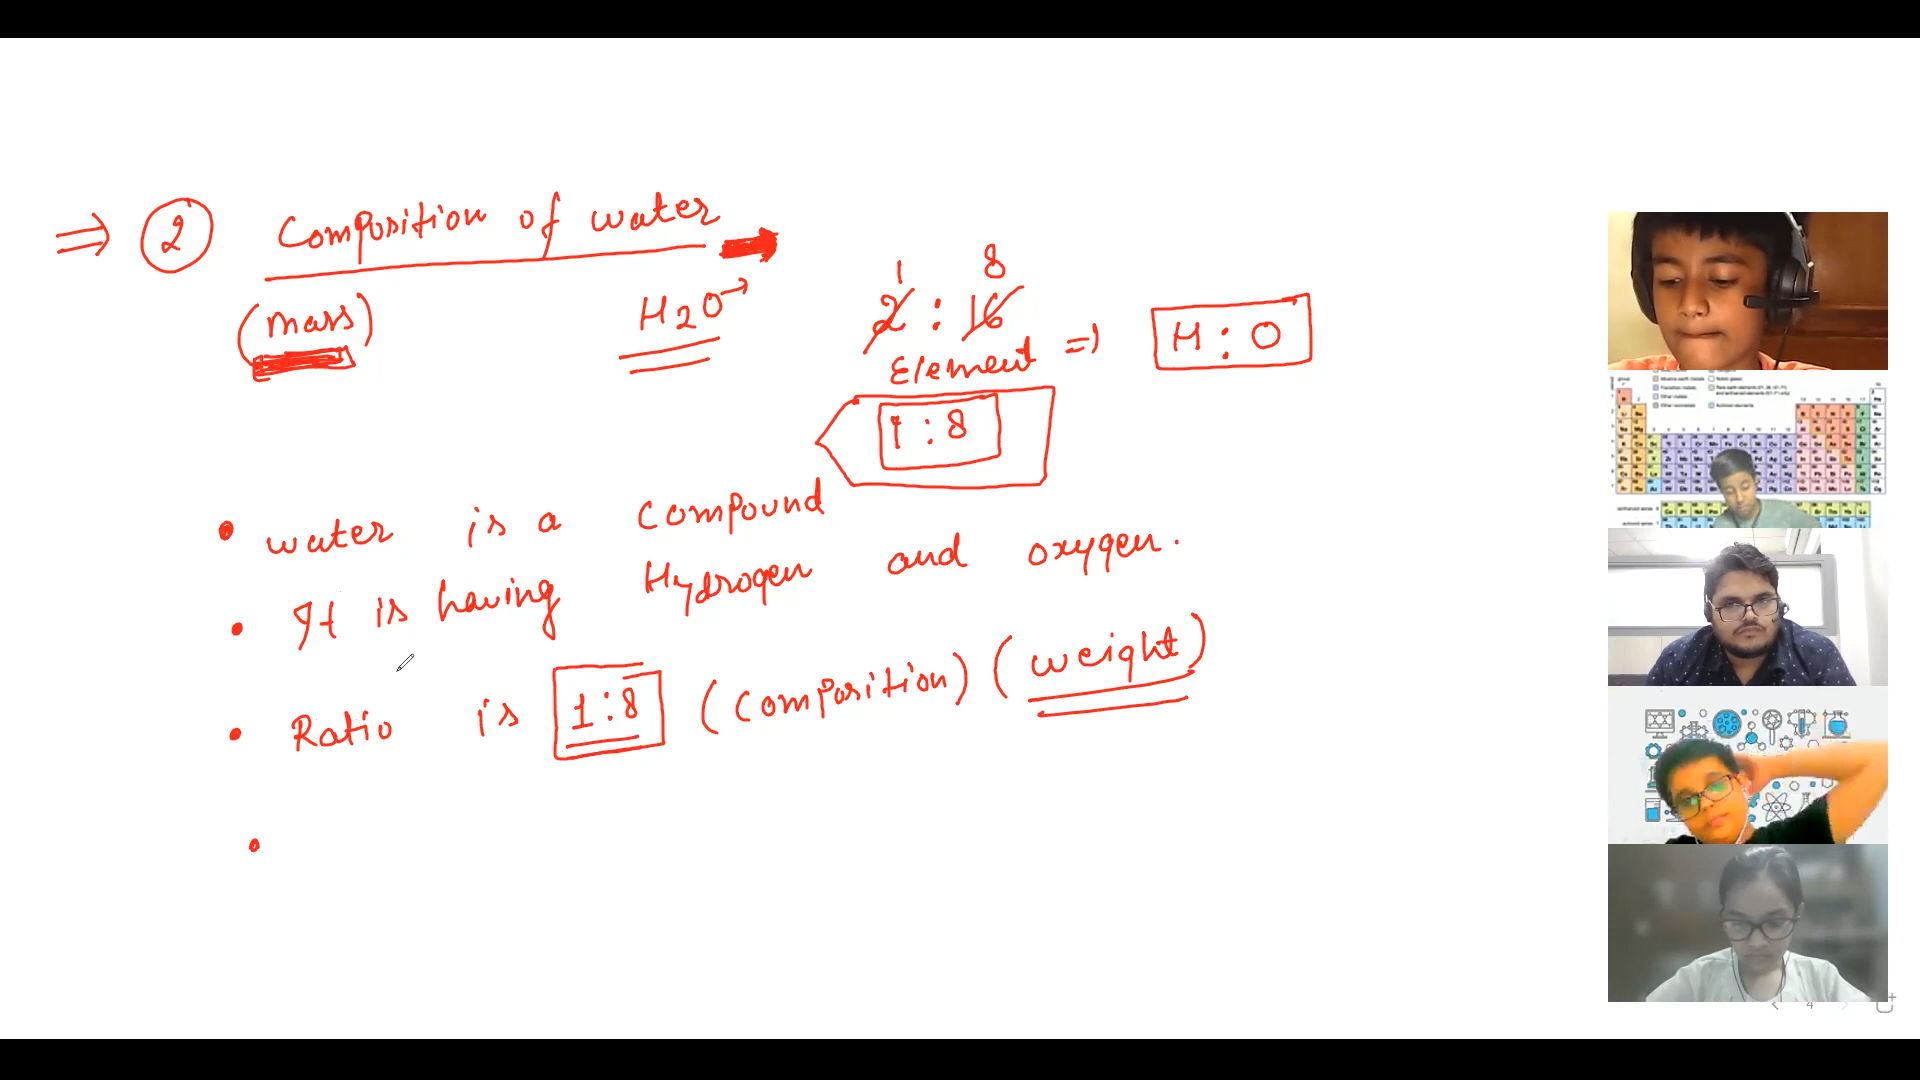 ⇒ 2 Composition of water
(Mass)
H2O →
1 8
2 : 16
Element ⇒ H : O
1 : 8
• water is a compound
• It is having Hydrogen and oxygen.
• Ratio is 1:8 (composition) (weight)
•
4